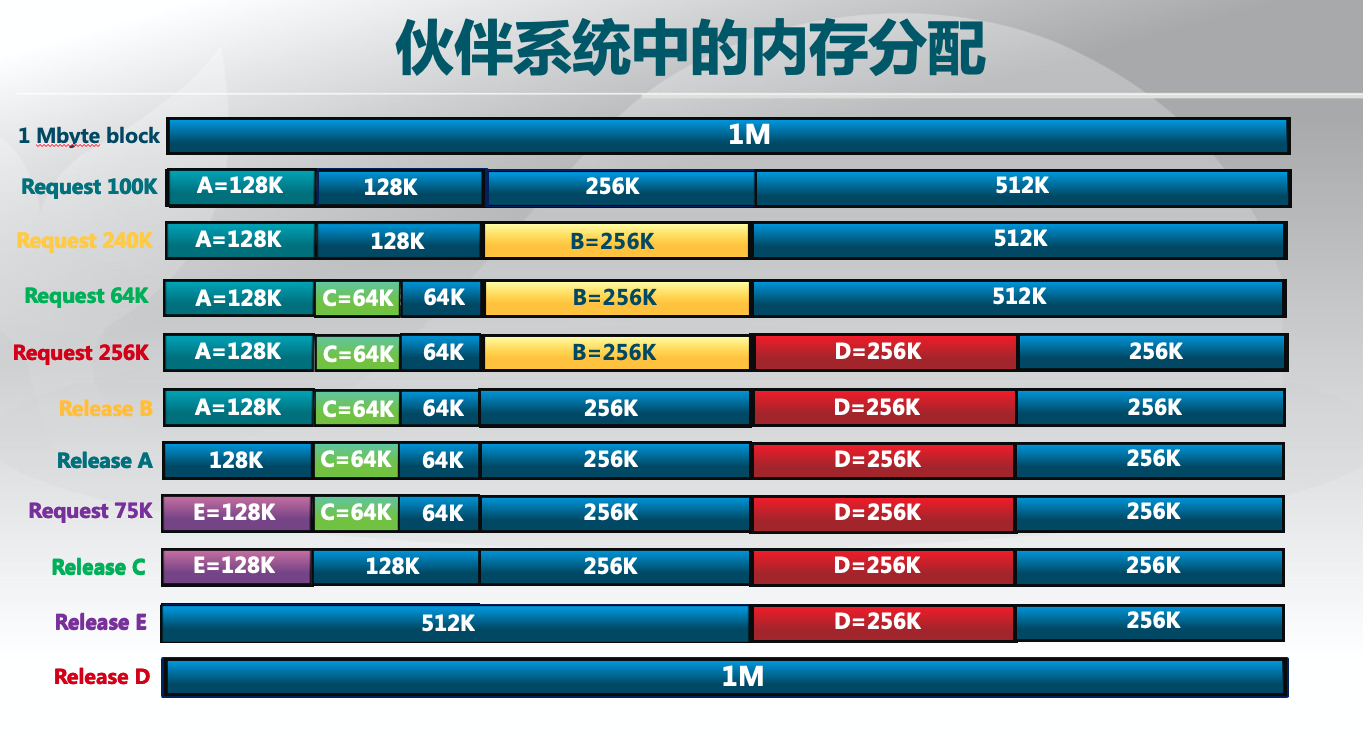 伙伴系统中的内存分配
1 Mbyte block 1M
Request 100K A=128K 128K 256K 512K
Request 240K A=128K 128K B=256K 512K
Request 64K A=128K C=64K 64K B=256K 512K
Request 256K A=128K C=64K 64K B=256K D=256K 256K
Release B A=128K C=64K 64K 256K D=256K 256K
Release A 128K C=64K 64K 256K D=256K 256K
Request 75K E=128K C=64K 64K 256K D=256K 256K
Release C E=128K 128K 256K D=256K 256K
Release E 512K D=256K 256K
Release D 1M